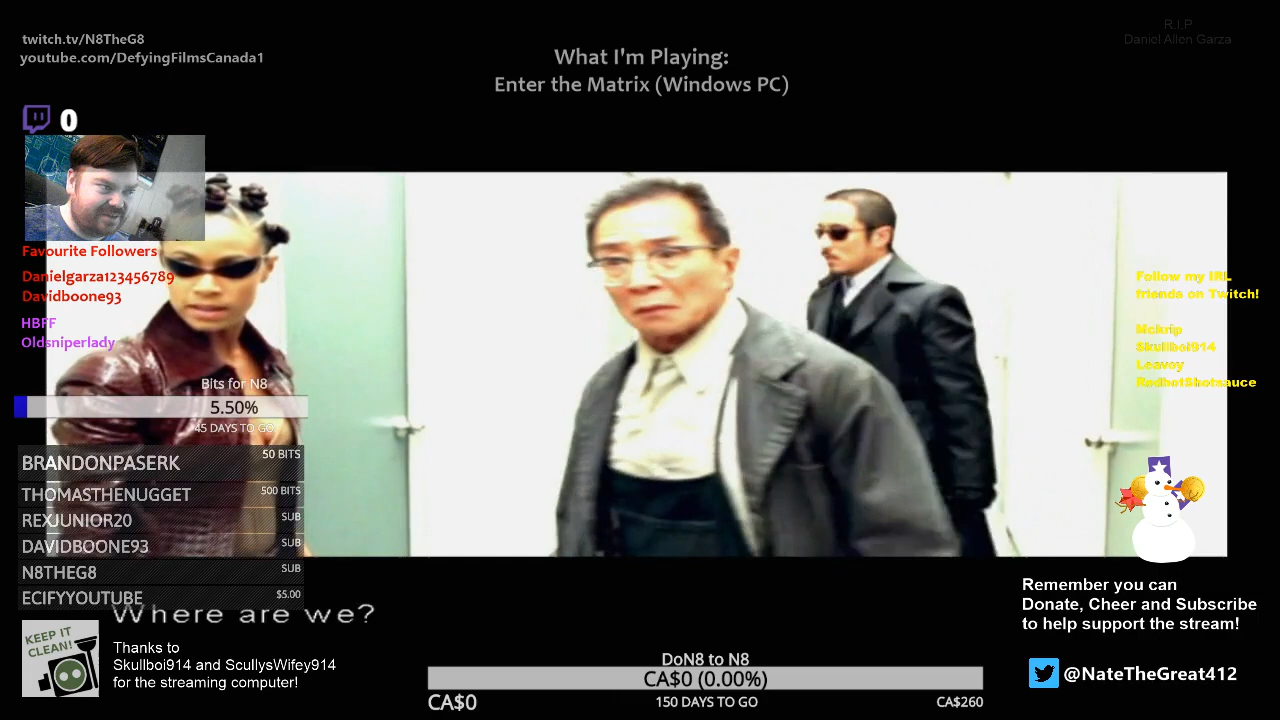 twitch.tv/N8TheG8
youtube.com/DefyingFilmsCanada1
R.I.P
Daniel Allen Garza
What I'm Playing:
Enter the Matrix (Windows PC)
0
Favourite Followers
Danielgarza123456789
Davidboone93
HBFF
Oldsniperlady
Follow my IRL
friends on Twitch!
Mckrip
Skullboi914
Leavoy
RedhotShotsauce
Bits for N8
5.50%
45 DAYS TO GO
BRANDONPASERK 50 BITS
THOMASTHENUGGET 500 BITS
REXJUNIOR20 SUB
DAVIDBOONE93 SUB
N8THEG8 SUB
ECIFYYOUTUBE $5.00
Where are we?
KEEP IT
CLEAN!
Thanks to
Skullboi914 and ScullysWifey914
for the streaming computer!
DoN8 to N8
CA$0 (0.00%)
CA$0 150 DAYS TO GO CA$260
Remember you can
Donate, Cheer and Subscribe
to help support the stream!
@NateTheGreat412